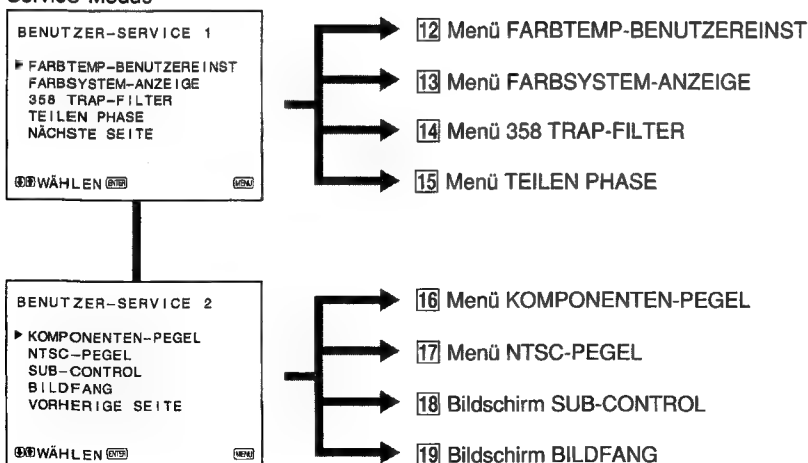 Service-Modus
BENUTZER-SERVICE 1
FARBTEMP-BENUTZEREINST
FARBSYSTEM-ANZEIGE
358 TRAP-FILTER
TEILEN PHASE
NÄCHSTE SEITE
WÄHLEN ENTER MENU
12 Menü FARBTEMP-BENUTZEREINST
13 Menü FARBSYSTEM-ANZEIGE
14 Menü 358 TRAP-FILTER
15 Menü TEILEN PHASE
BENUTZER-SERVICE 2
KOMPONENTEN-PEGEL
NTSC-PEGEL
SUB-CONTROL
BILDFANG
VORHERIGE SEITE
WÄHLEN ENTER MENU
16 Menü KOMPONENTEN-PEGEL
17 Menü NTSC-PEGEL
18 Bildschirm SUB-CONTROL
19 Bildschirm BILDFANG